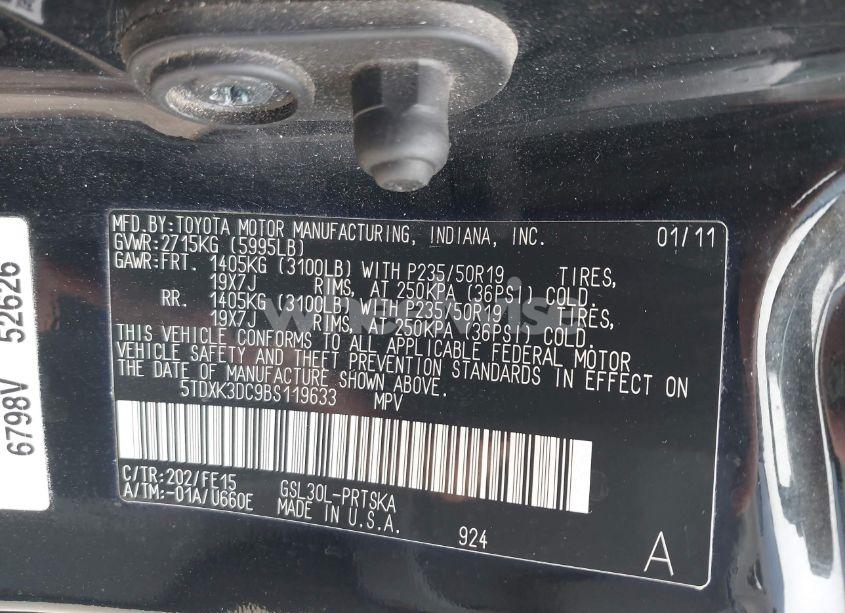 MFD.BY:TOYOTA MOTOR MANUFACTURING, INDIANA, INC. 01/11
GVWR:2715KG (5995LB)
GAWR:FRT. 1405KG (3100LB) WITH P235/50R19 TIRES,
19X7J RIMS, AT 250KPA (36PSI) COLD.
RR. 1405KG (3100LB) WITH P235/50R19 TIRES,
19X7J RIMS, AT 250KPA (36PSI) COLD.
THIS VEHICLE CONFORMS TO ALL APPLICABLE FEDERAL MOTOR
VEHICLE SAFETY AND THEFT PREVENTION STANDARDS IN EFFECT ON
THE DATE OF MANUFACTURE SHOWN ABOVE.
5TDXK3DC9BS119633 MPV
C/TR:202/FE15 GSL30L-PRTSKA
A/TM:-01A/U660E MADE IN U.S.A.
924
A
6798V 52626